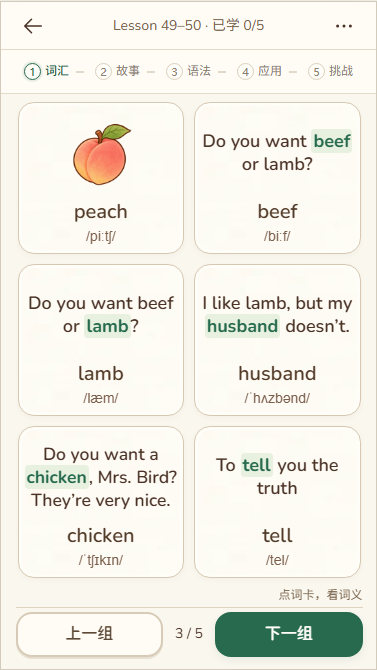 Lesson 49–50 · 已学 0/5
1 词汇 – 2 故事 – 3 语法 – 4 应用 – 5 挑战
peach
/piːtʃ/
Do you want beef
or lamb?
beef
/biːf/
Do you want beef
or lamb?
lamb
/læm/
I like lamb, but my
husband doesn’t.
husband
/ˈhʌzbənd/
Do you want a
chicken, Mrs. Bird?
They’re very nice.
chicken
/ˈtʃɪkɪn/
To tell you the
truth
tell
/tel/
点词卡，看词义
上一组
3 / 5
下一组